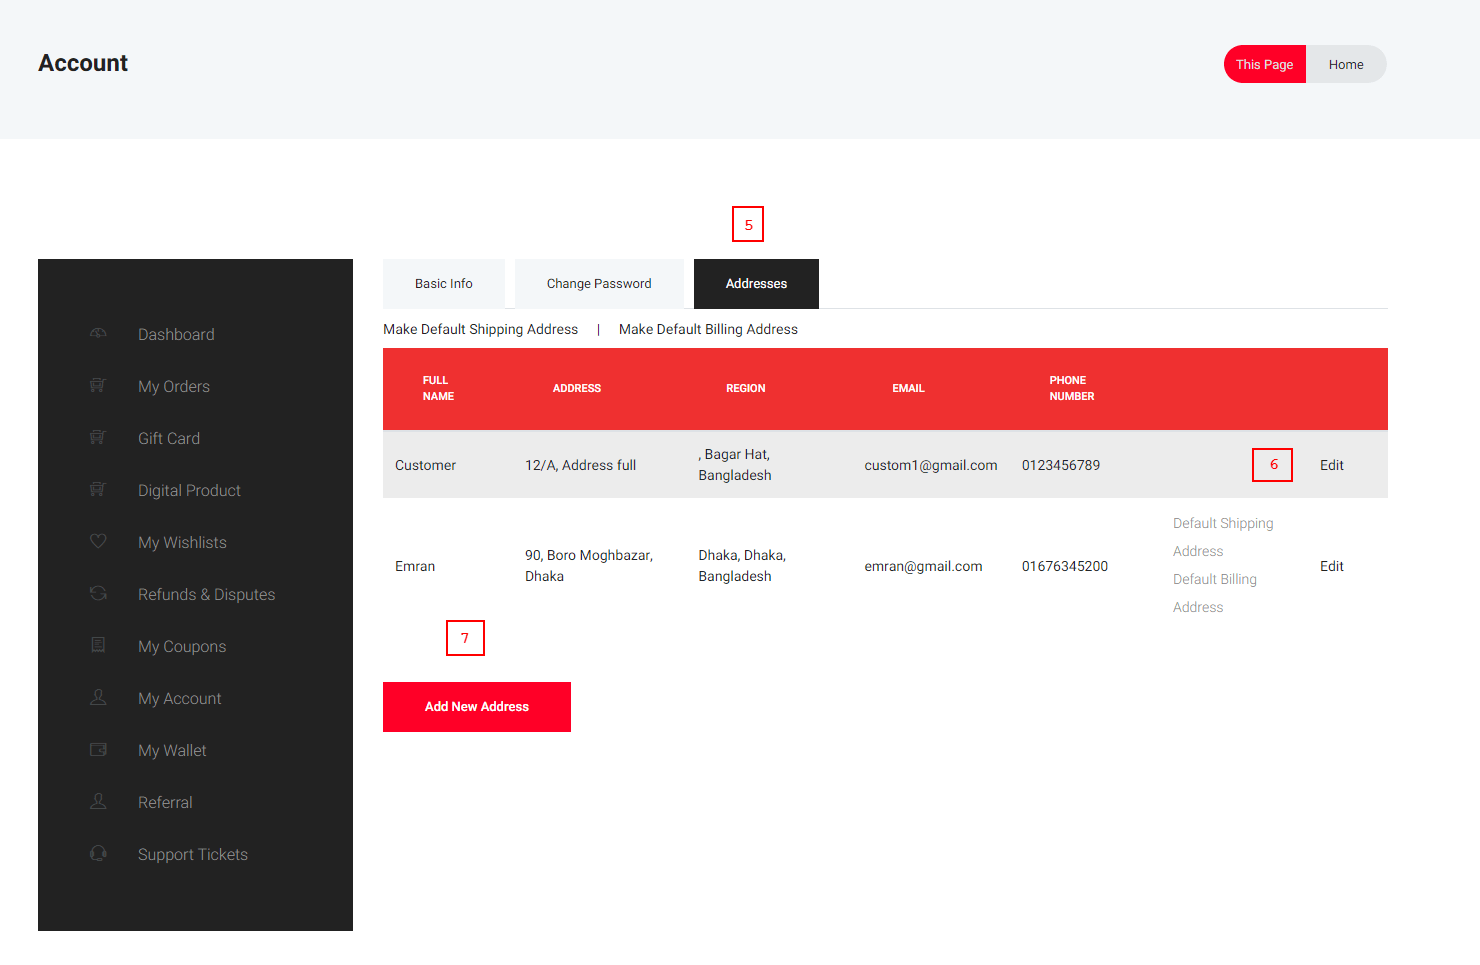 Account
This Page
Home
5
Basic Info
Change Password
Addresses
Make Default Shipping Address | Make Default Billing Address
Dashboard
My Orders
Gift Card
Digital Product
My Wishlists
Refunds & Disputes
My Coupons
My Account
My Wallet
Referral
Support Tickets
FULL
NAME
ADDRESS
REGION
EMAIL
PHONE
NUMBER
Customer
12/A, Address full
, Bagar Hat,
Bangladesh
custom1@gmail.com
0123456789
6
Edit
Emran
90, Boro Moghbazar,
Dhaka
Dhaka, Dhaka,
Bangladesh
emran@gmail.com
01676345200
Default Shipping
Address
Default Billing
Address
Edit
7
Add New Address